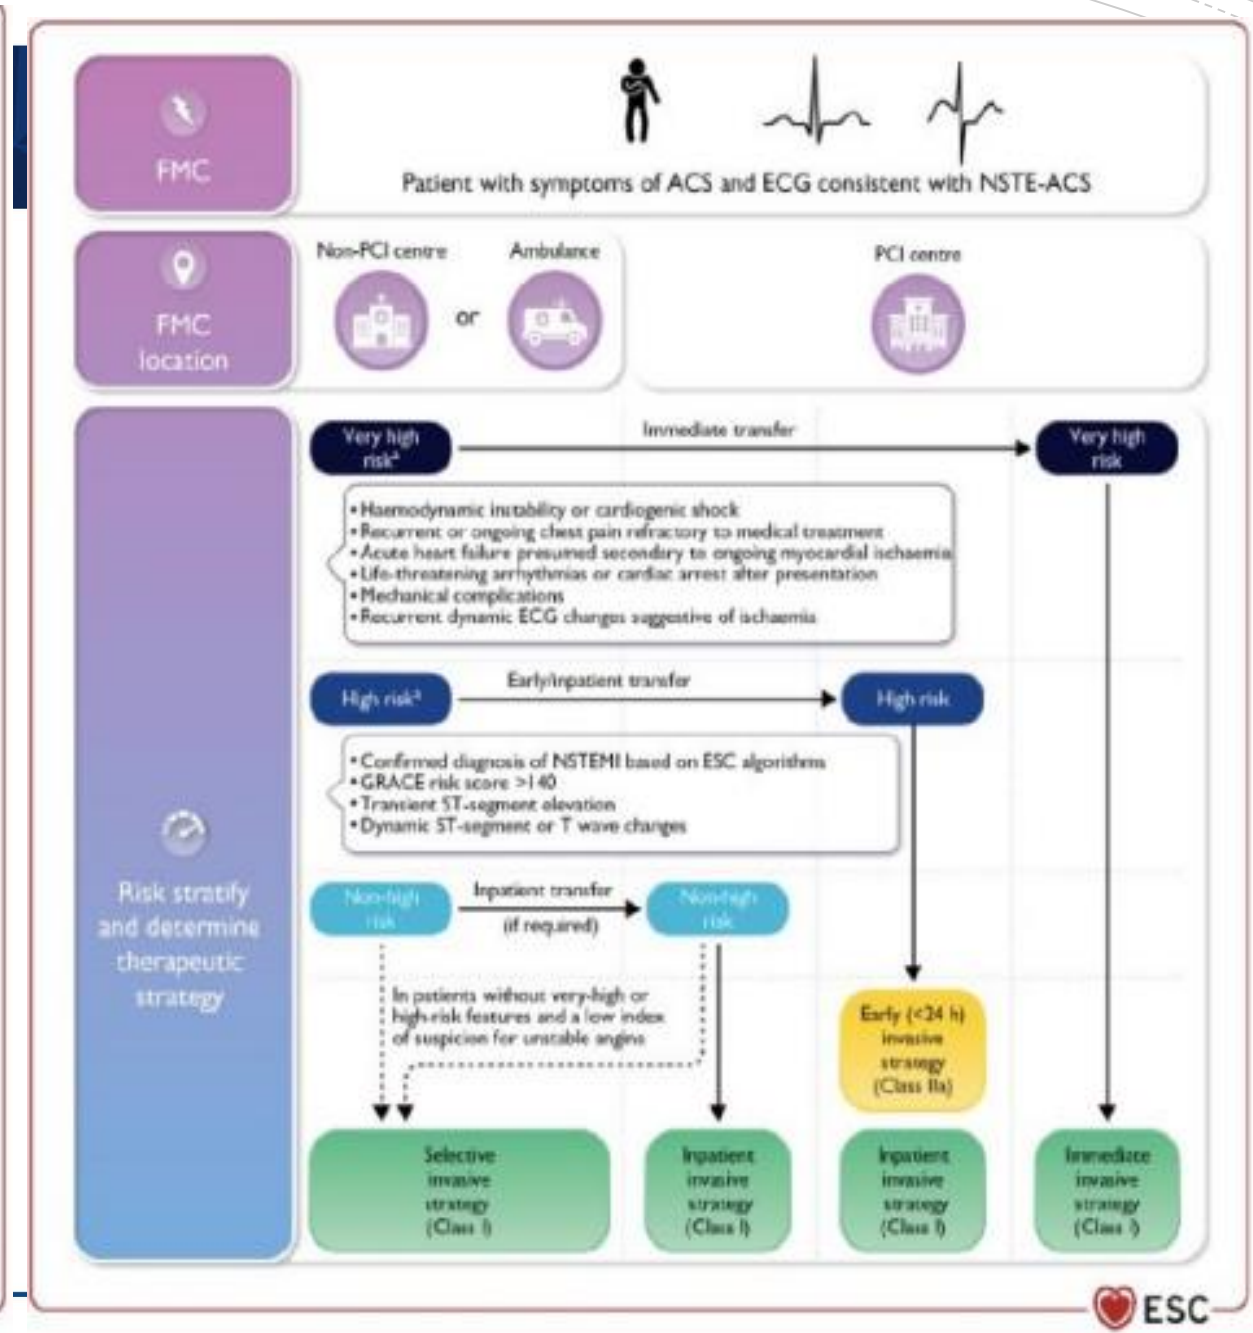 FMC
Patient with symptoms of ACS and ECG consistent with NSTE-ACS
FMC
location
Non-PCI centre
or
Ambulance
PCI centre
Risk stratify
and determine
therapeutic
strategy
Very high
riskª
Immediate transfer
Very high
risk
• Haemodynamic instability or cardiogenic shock
• Recurrent or ongoing chest pain refractory to medical treatment
• Acute heart failure presumed secondary to ongoing myocardial ischaemia
• Life-threatening arrhythmias or cardiac arrest after presentation
• Mechanical complications
• Recurrent dynamic ECG changes suggestive of ischaemia
High riskª
Early/inpatient transfer
High risk
• Confirmed diagnosis of NSTEMI based on ESC algorithms
• GRACE risk score >140
• Transient ST-segment elevation
• Dynamic ST-segment or T wave changes
Non-high
risk
Inpatient transfer
(if required)
Non-high
risk
In patients without very-high or
high-risk features and a low index
of suspicion for unstable angina
Early (<24 h)
invasive
strategy
(Class IIa)
Selective
invasive
strategy
(Class I)
Inpatient
invasive
strategy
(Class I)
Inpatient
invasive
strategy
(Class I)
Immediate
invasive
strategy
(Class I)
ESC